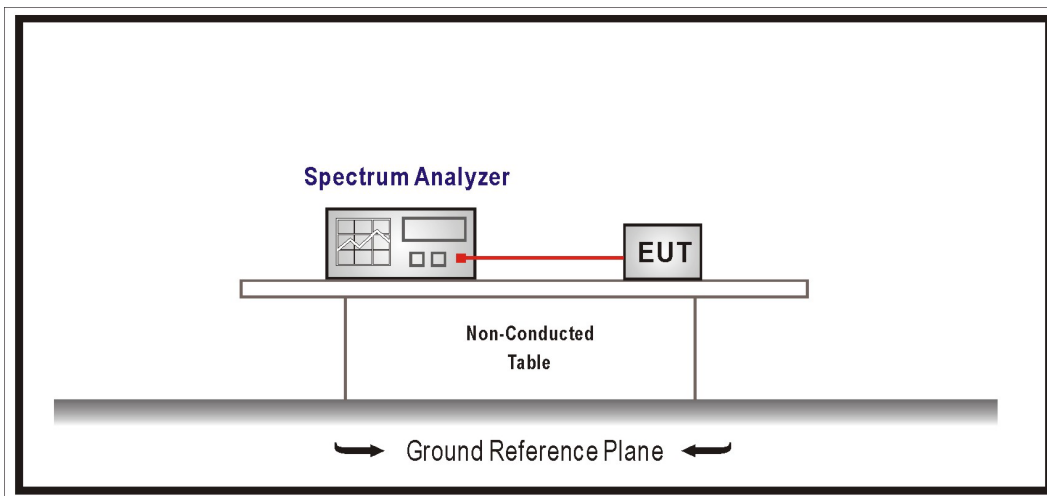 Spectrum Analyzer
EUT
Non-Conducted
Table
Ground Reference Plane